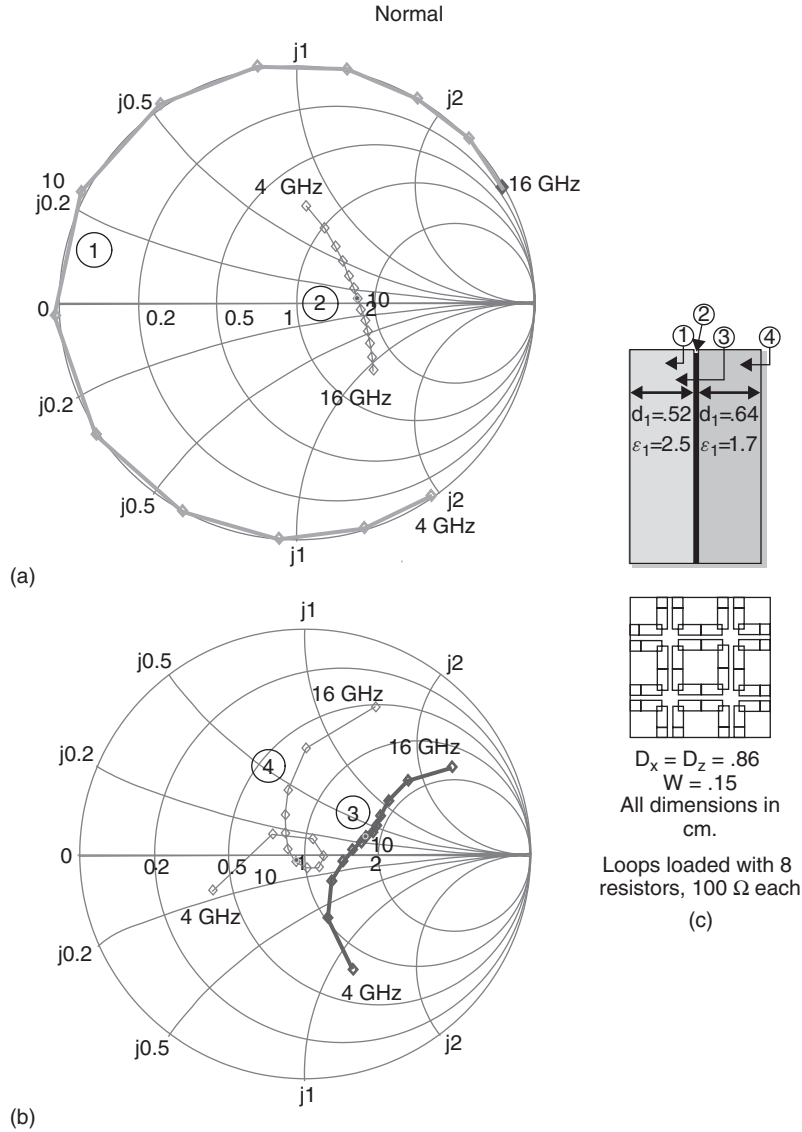 (a)
Normal
j1
j0.5
j2
10
j0.2
16 GHz
4 GHz
1
0
0.2
0.5
1
2
10
2
16 GHz
j0.2
j0.5
j2
4 GHz
j1
(a)
1
2
3
4
d1=.52
d1=.64
ε1=2.5
ε1=1.7
j1
j0.5
j2
16 GHz
j0.2
4
16 GHz
3
0
0.2
0.5
1
10
2
10
4 GHz
j0.2
4 GHz
j0.5
j2
j1
(b)
Dx = Dz = .86
W = .15
All dimensions in
cm.
Loops loaded with 8
resistors, 100 Ω each
(c)